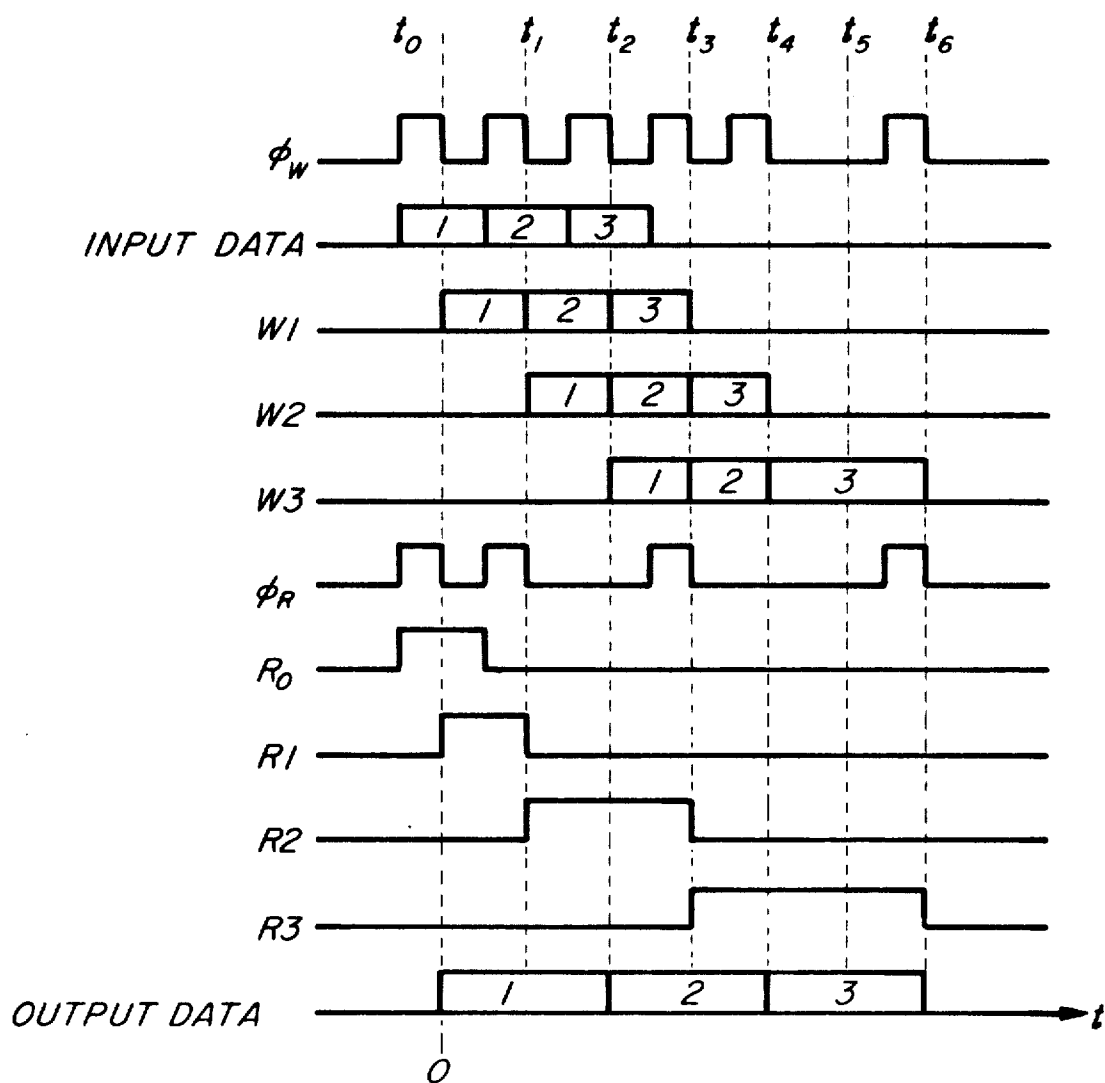 t0 t1 t2 t3 t4 t5 t6
ϕW
INPUT DATA 1 2 3
W1 1 2 3
W2 1 2 3
W3 1 2 3
ϕR
R0
R1
R2
R3
OUTPUT DATA 1 2 3 t
0